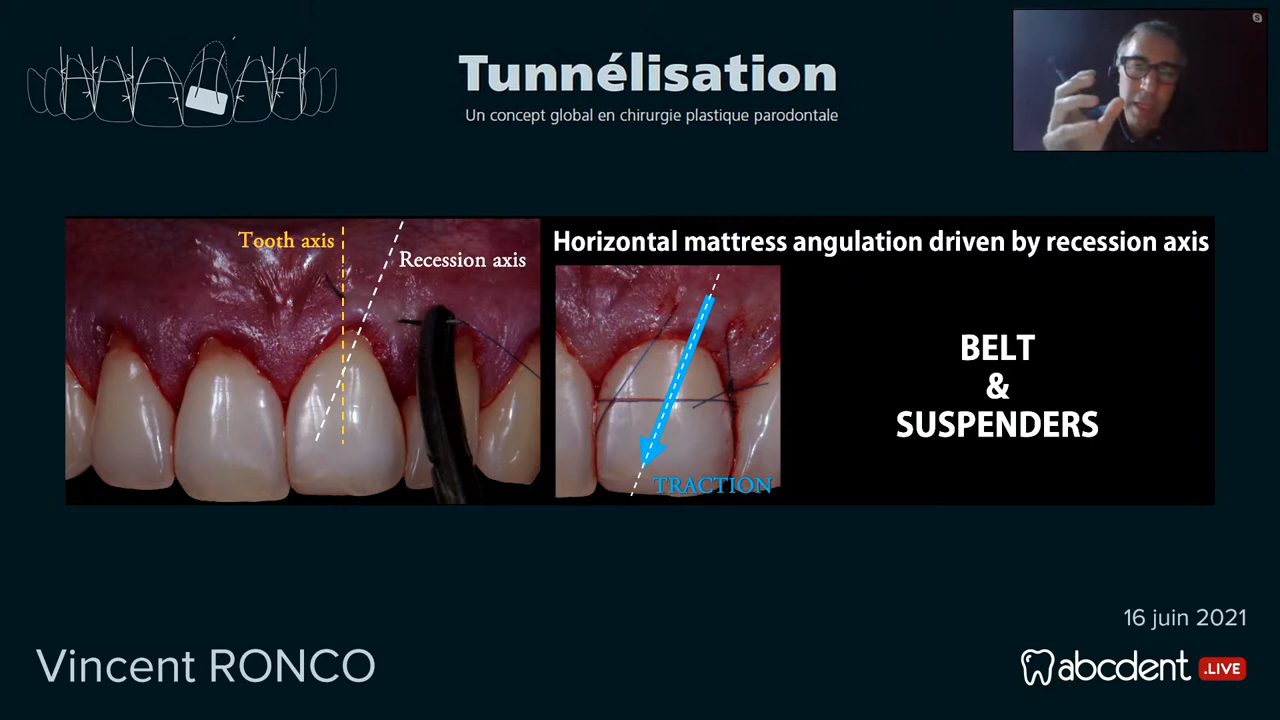 Tunnélisation
Un concept global en chirurgie plastique parodontale
Tooth axis
Recession axis
Horizontal mattress angulation driven by recession axis
BELT
&
SUSPENDERS
TRACTION
16 juin 2021
Vincent RONCO
abcdent .LIVE